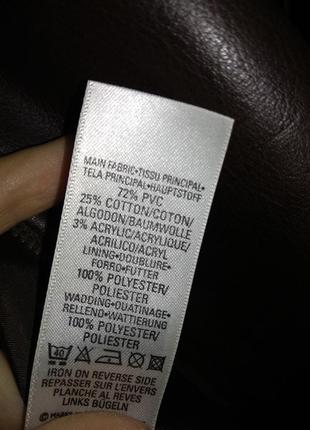 MAIN FABRIC•TISSU PRINCIPAL•
TELA PRINCIPAL•HAUPTSTOFF
72% PVC
25% COTTON/COTON/
ALGODON/BAUMWOLLE
3% ACRYLIC/ACRYLIQUE/
ACRILICO/ACRYL
LINING•DOUBLURE•
FORRO•FUTTER
100% POLYESTER/
POLIESTER
WADDING•OUATINAGE•
RELLENO•WATTIERUNG
100% POLYESTER/
POLIESTER
40
IRON ON REVERSE SIDE
REPASSER SUR L'ENVERS
PLANCHA AL REVES
LINKS BÜGELN
©